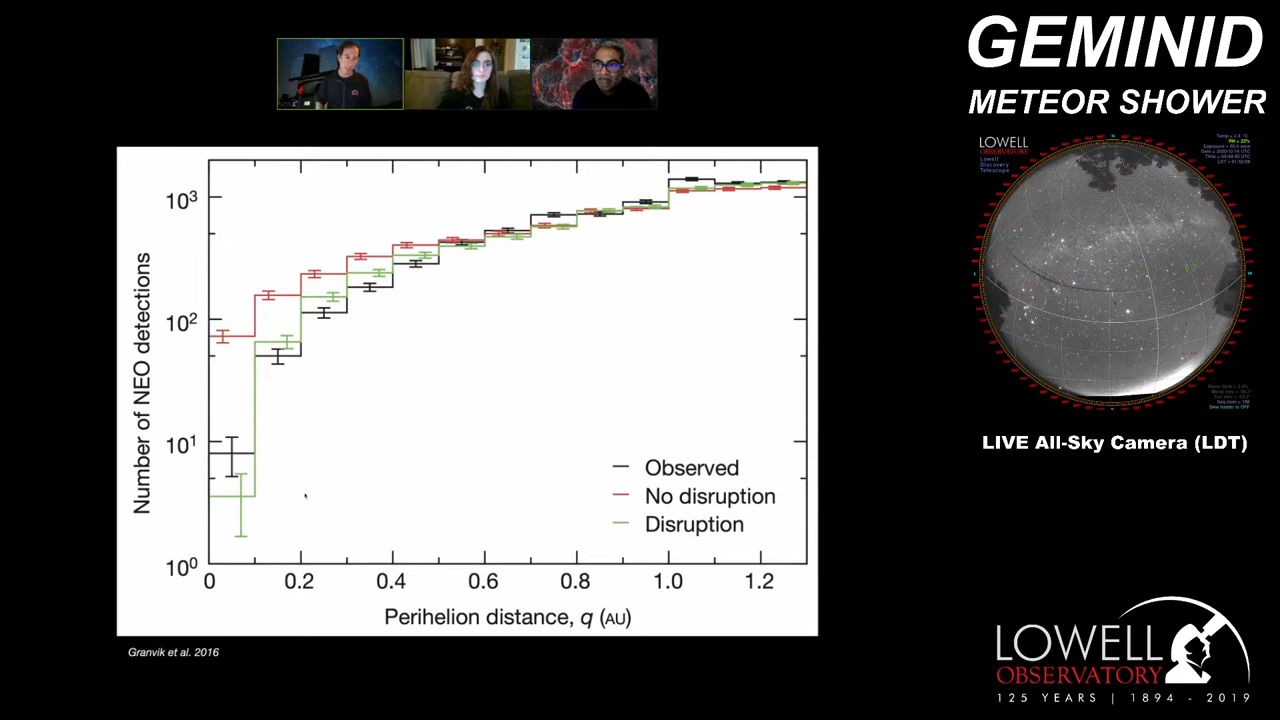 GEMINID
METEOR SHOWER
LOWELL
OBSERVATORY
Lowell
Discovery
Telescope
10³
10²
10¹
10⁰
Number of NEO detections
Observed
No disruption
Disruption
0 0.2 0.4 0.6 0.8 1.0 1.2
Perihelion distance, q (AU)
Granvik et al. 2016
LIVE All-Sky Camera (LDT)
LOWELL
OBSERVATORY
125 YEARS | 1894 - 2019